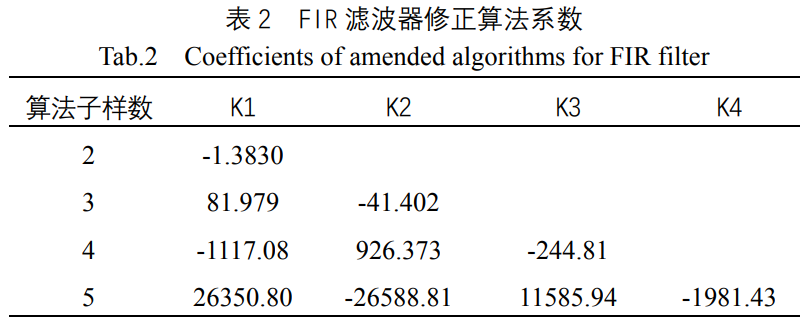 表 2 FIR 滤波器修正算法系数
Tab.2 Coefficients of amended algorithms for FIR filter
算法子样数 K1 K2 K3 K4
2 -1.3830
3 81.979 -41.402
4 -1117.08 926.373 -244.81
5 26350.80 -26588.81 11585.94 -1981.43